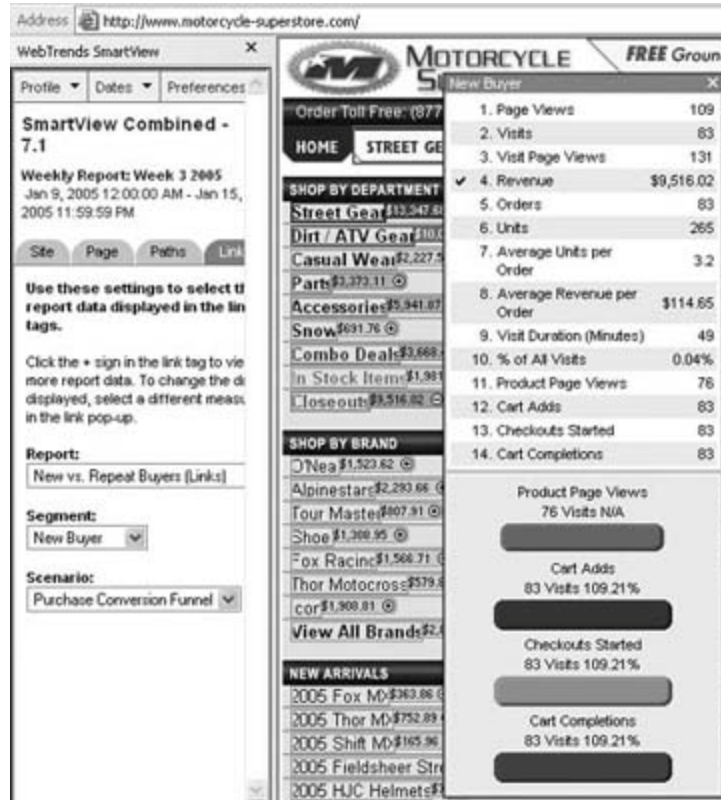 Address http://www.motorcycle-superstore.com/
WebTrends SmartView ×
Profile Dates Preferences
SmartView Combined -
7.1
Weekly Report: Week 3 2005
Jan 9, 2005 12:00:00 AM - Jan 15,
2005 11:59:59 PM
Site Page Paths Link
Use these settings to select th
report data displayed in the lin
tags.
Click the + sign in the link tag to vie
more report data. To change the da
displayed, select a different measu
in the link pop-up.
Report:
New vs. Repeat Buyers (Links)
Segment:
New Buyer
Scenario:
Purchase Conversion Funnel
MOTORCYCLE
FREE Groun
Order Toll Free: (877
HOME STREET GE
SHOP BY DEPARTMENT
Street Gear
Dirt / ATV Gear
Casual Wear $2,227.5
Parts $3,373.11
Accessories $5,941.07
Snow $691.76
Combo Deals $3,668.
In Stock Items $1,981
Closeouts $9,516.02
SHOP BY BRAND
O'Nea $1,523.62
Alpinestars $2,293.66
Tour Master $807.91
Shoe $1,308.95
Fox Racing $1,566.71
Thor Motocross $579.8
cor $1,908.81
View All Brands
NEW ARRIVALS
2005 Fox MX $363.86
2005 Thor MX $752.89
2005 Shift MX $165.96
2005 Fieldsheer Stre
2005 HJC Helmets
New Buyer ×
1. Page Views 109
2. Visits 83
3. Visit Page Views 131
✔ 4. Revenue $9,516.02
5. Orders 83
6. Units 265
7. Average Units per
Order 3.2
8. Average Revenue per
Order $114.65
9. Visit Duration (Minutes) 49
10. % of All Visits 0.04%
11. Product Page Views 76
12. Cart Adds 83
13. Checkouts Started 83
14. Cart Completions 83
Product Page Views
76 Visits N/A
Cart Adds
83 Visits 109.21%
Checkouts Started
83 Visits 109.21%
Cart Completions
83 Visits 109.21%